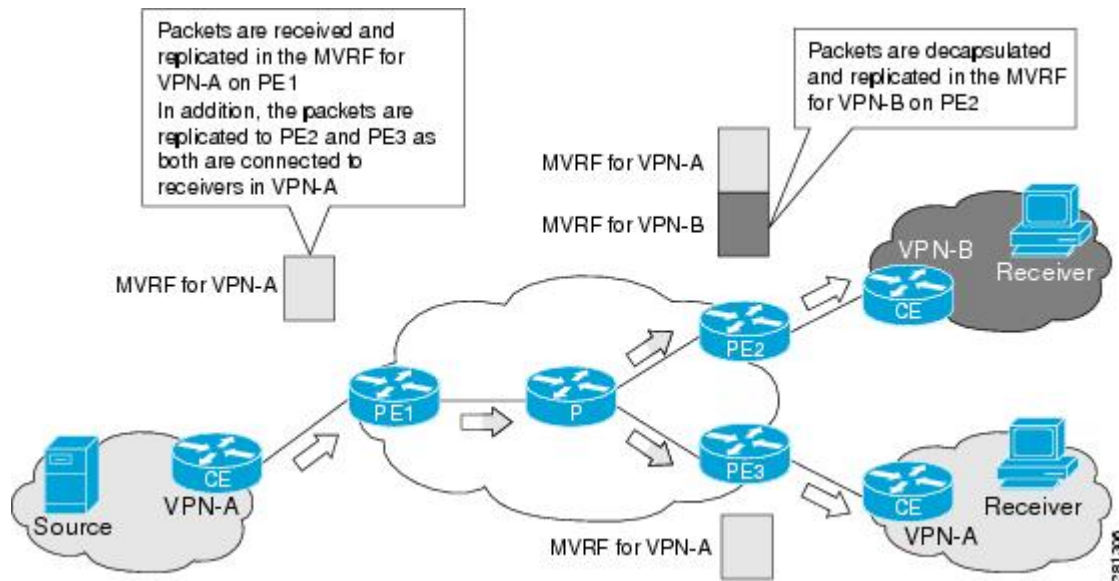 Packets are received and
replicated in the MVRF for
VPN-A on PE1
In addition, the packets are
replicated to PE2 and PE3 as
both are connected to
receivers in VPN-A
Packets are decapsulated
and replicated in the MVRF
for VPN-B on PE2
MVRF for VPN-A
MVRF for VPN-B
MVRF for VPN-A
VPN-B
Receiver
CE
PE2
PE1
P
PE3
CE
VPN-A
Source
CE
Receiver
VPN-A
MVRF for VPN-A